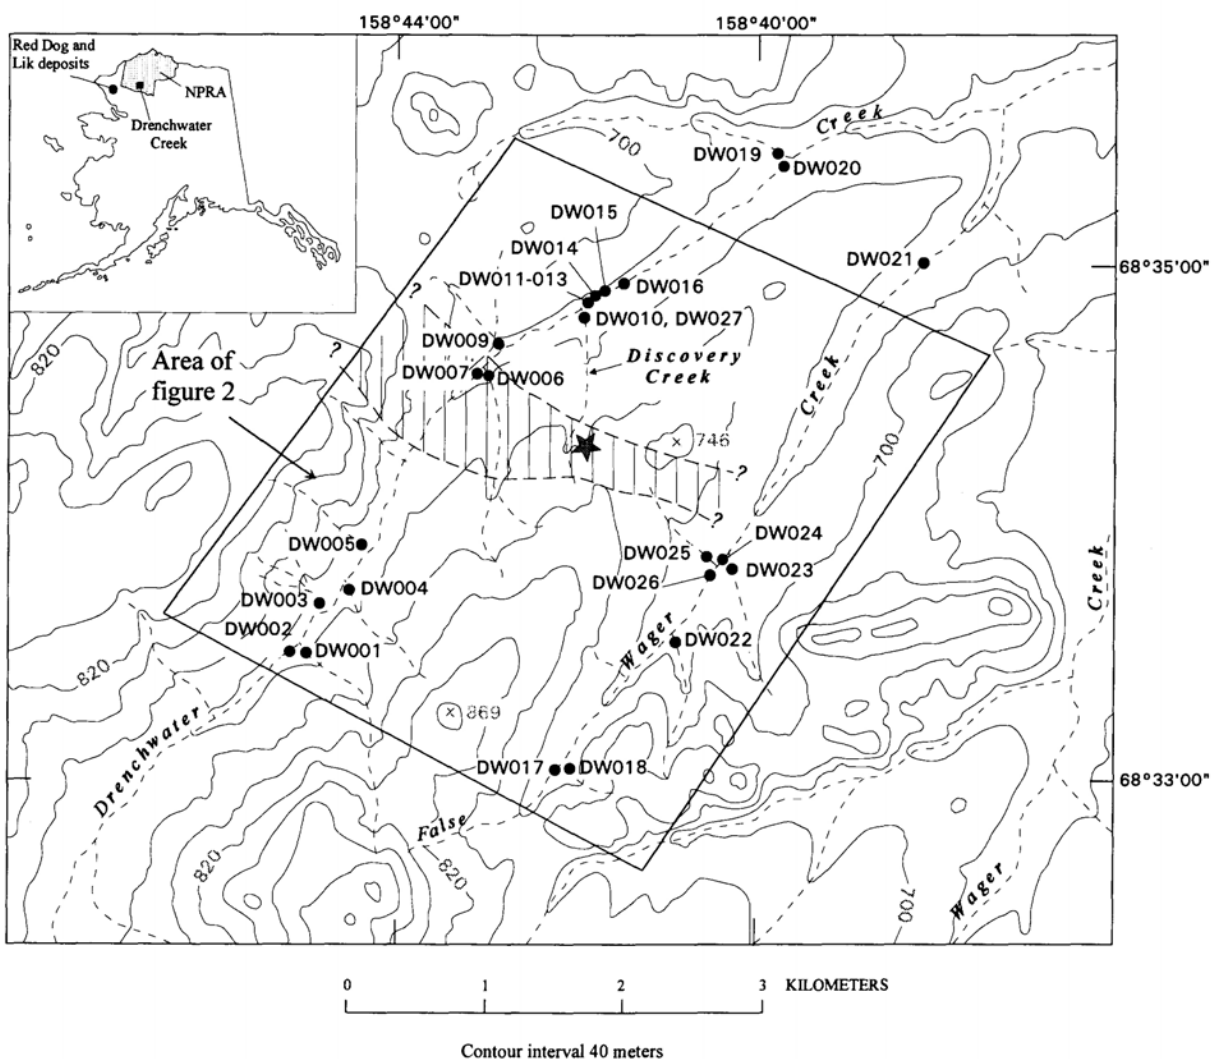 158°44'00"
158°40'00"
Red Dog and
Lik deposits
NPRA
Drenchwater
Creek
700
Creek
DW019
DW020
DW015
DW014
DW021
68°35'00"
DW011-013
DW016
?
DW010, DW027
820
?
DW009
Discovery
Creek
Area of
figure 2
DW007
DW006
Creek
746
700
?
?
DW024
DW005
DW025
DW023
DW026
Creek
DW004
DW003
DW002
DW001
Wager
DW022
820
869
Drenchwater
DW017
DW018
68°33'00"
False
820
820
700
Wager
0 1 2 3 KILOMETERS
Contour interval 40 meters